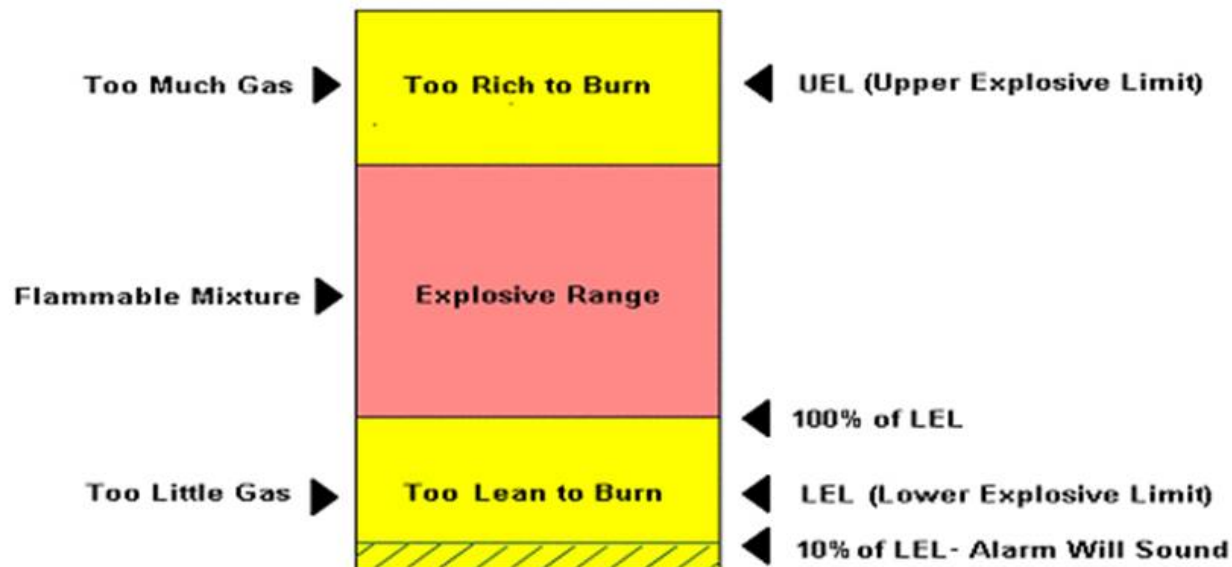 Too Much Gas
Too Rich to Burn
UEL (Upper Explosive Limit)
Flammable Mixture
Explosive Range
100% of LEL
Too Little Gas
Too Lean to Burn
LEL (Lower Explosive Limit)
10% of LEL- Alarm Will Sound